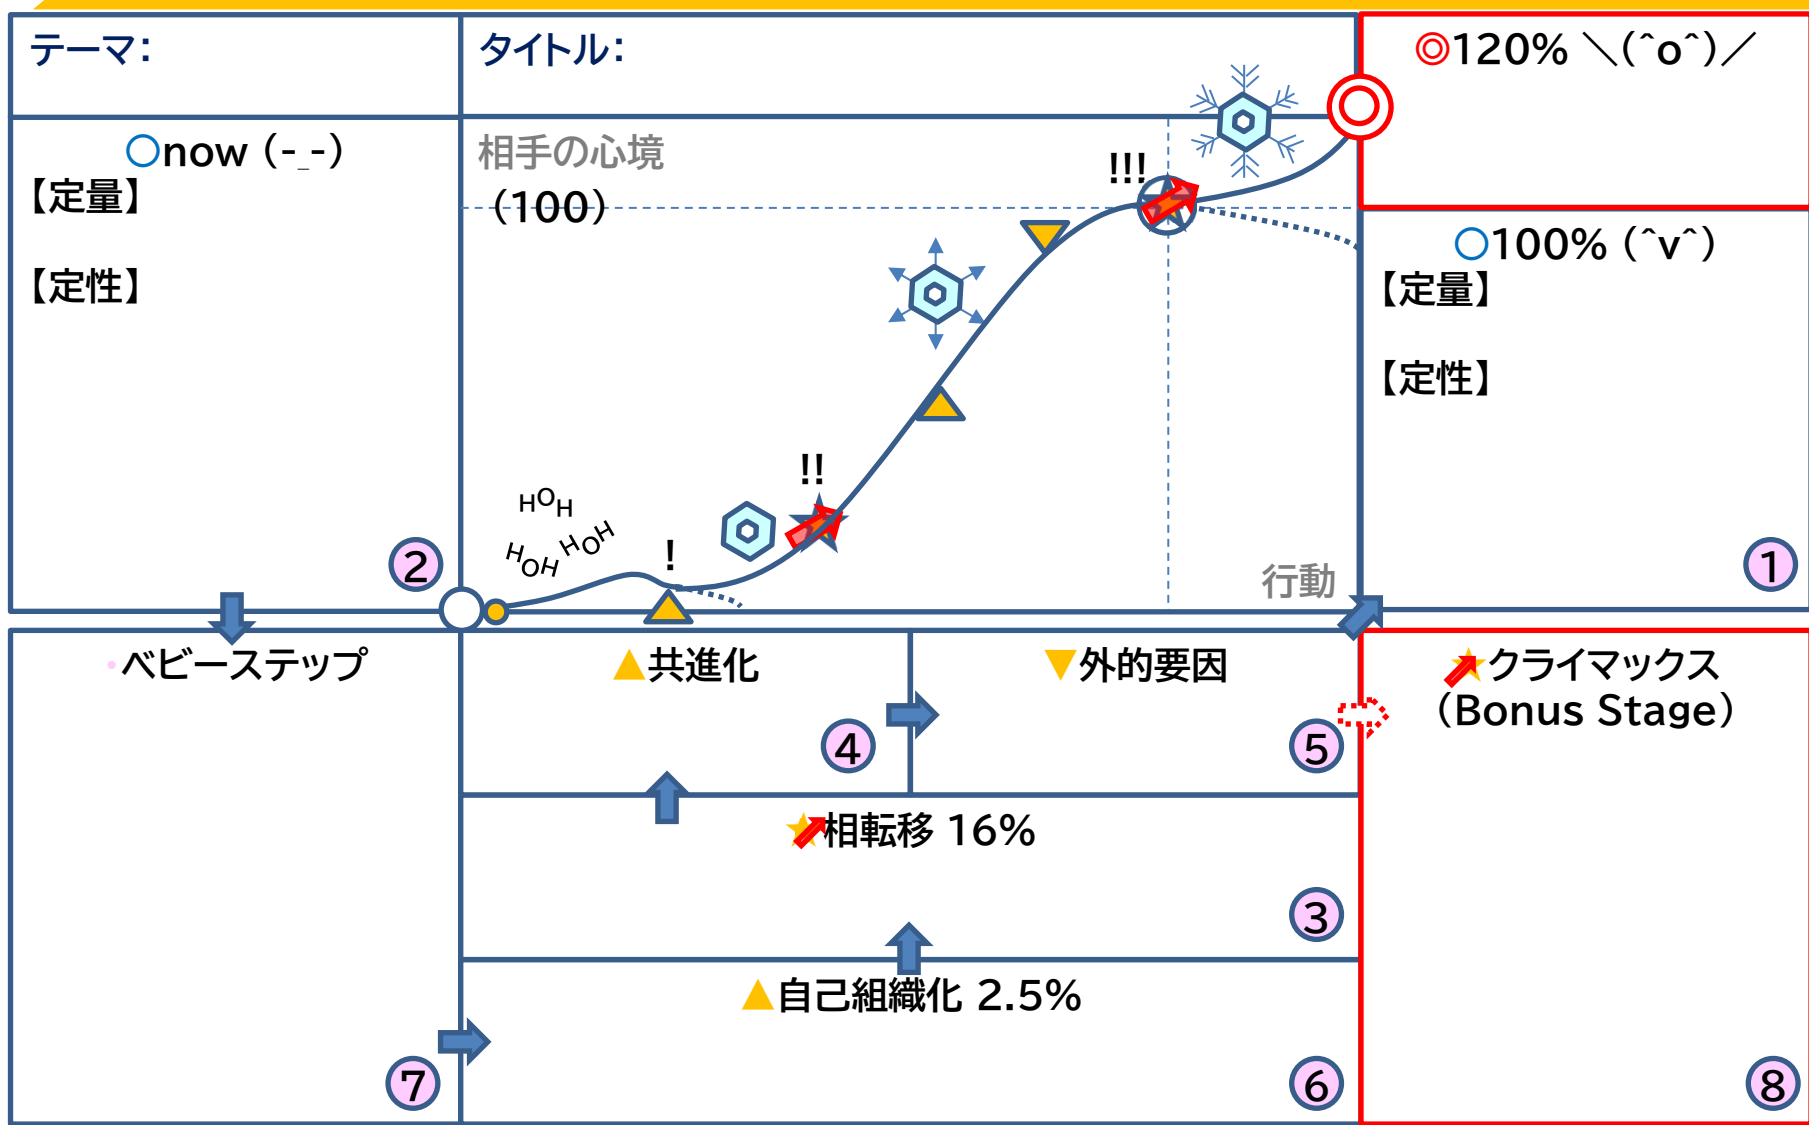 テーマ：
タイトル：
◎120% ＼(^o^)／
〇now (-_-)
【定量】
【定性】
②
相手の心境
(100)
!!!
!!
!
HOH
HOH
HOH
行動
〇100% (^v^)
【定量】
【定性】
①
・ベビーステップ
⑦
▲共進化
④
▼外的要因
⑤
相転移 16%
③
▲自己組織化 2.5%
⑥
クライマックス
(Bonus Stage)
⑧